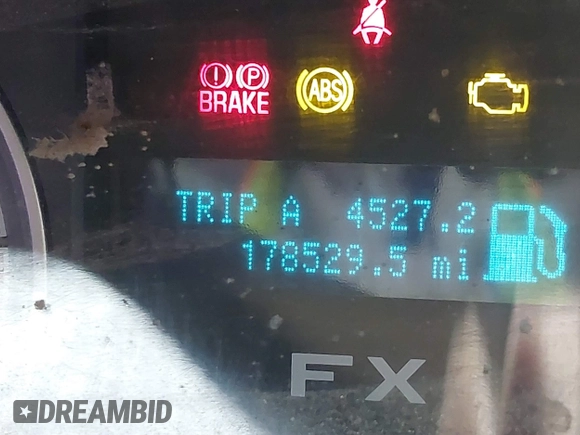 (!) (P)
BRAKE
ABS
TRIP A 4527.2
178529.5 mi
FX
DREAMBID